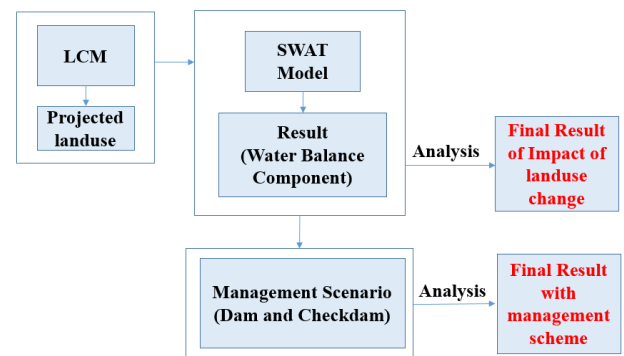 LCM
Projected
landuse
SWAT
Model
Result
(Water Balance
Component)
Analysis
Final Result
of Impact of
landuse
change
Management Scenario
(Dam and Checkdam)
Analysis
Final Result
with
management
scheme